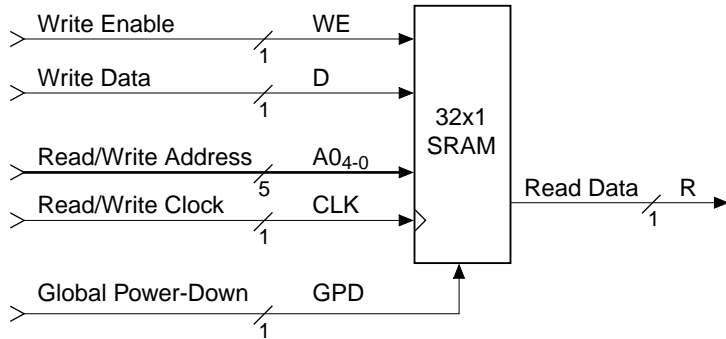 Write Enable WE
1
Write Data D
1
32x1
SRAM
Read/Write Address A04-0
5
Read Data R
1
Read/Write Clock CLK
1
Global Power-Down GPD
1